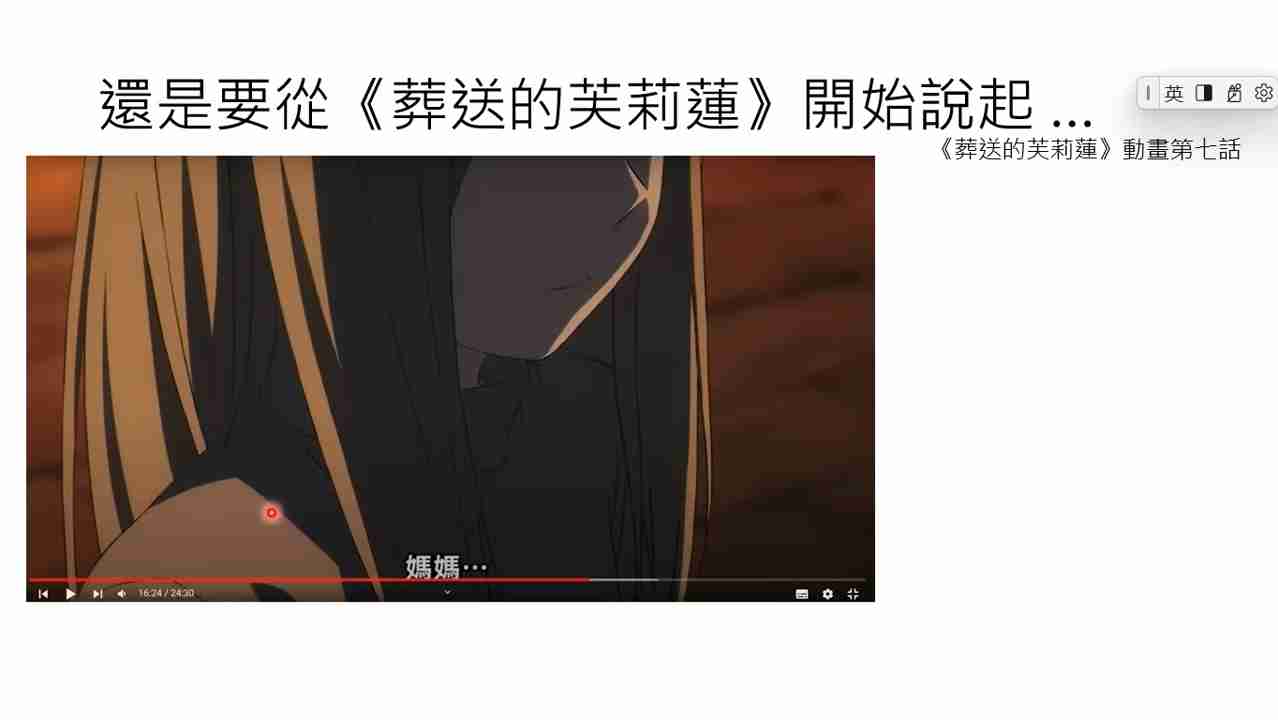 還是要從《葬送的芙莉蓮》開始說起 ...
英
《葬送的芙莉蓮》動畫第七話
媽媽…
16:24 / 24:30